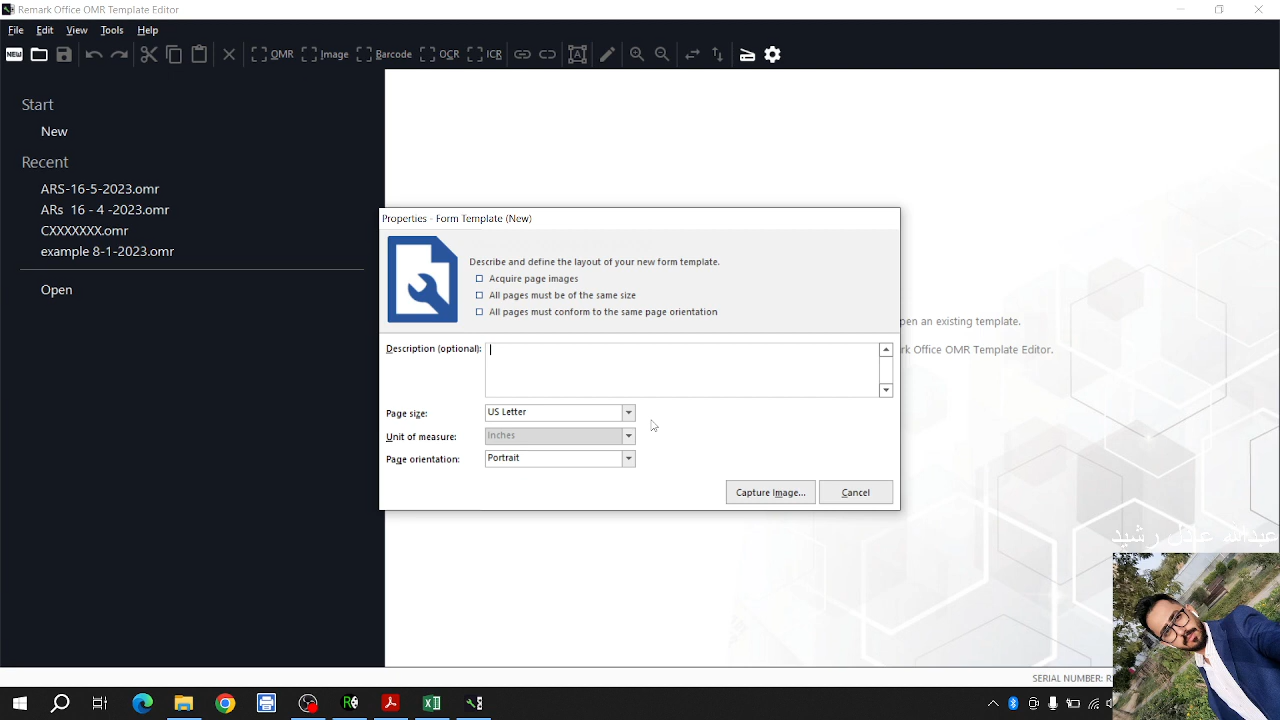 Remark Office OMR Template Editor
File Edit View Tools Help
NEW OMR Image Barcode OCR ICR
Start
New
Recent
ARS-16-5-2023.omr
ARs 16 - 4 -2023.omr
CXXXXXXX.omr
example 8-1-2023.omr
Open
Properties - Form Template (New)
Describe and define the layout of your new form template.
Acquire page images
All pages must be of the same size
All pages must conform to the same page orientation
pen an existing template.
rk Office OMR Template Editor.
Description (optional):
Page size: US Letter
Unit of measure: Inches
Page orientation: Portrait
Capture Image... Cancel
عبدالله عادل رشيد
SERIAL NUMBER: R